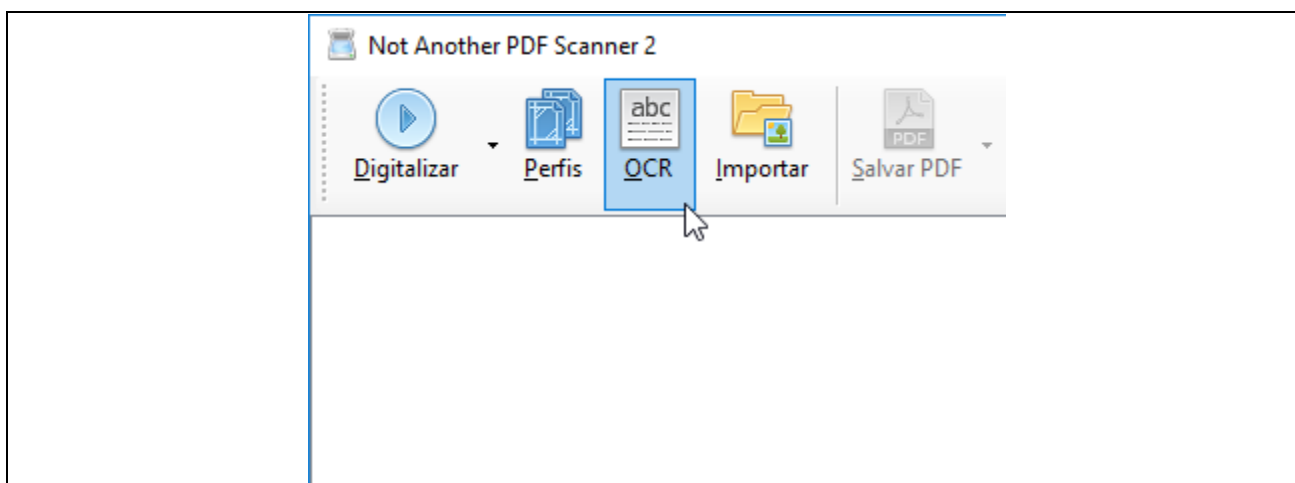 Not Another PDF Scanner 2
abc
PDF
Digitalizar Perfis OCR Importar Salvar PDF